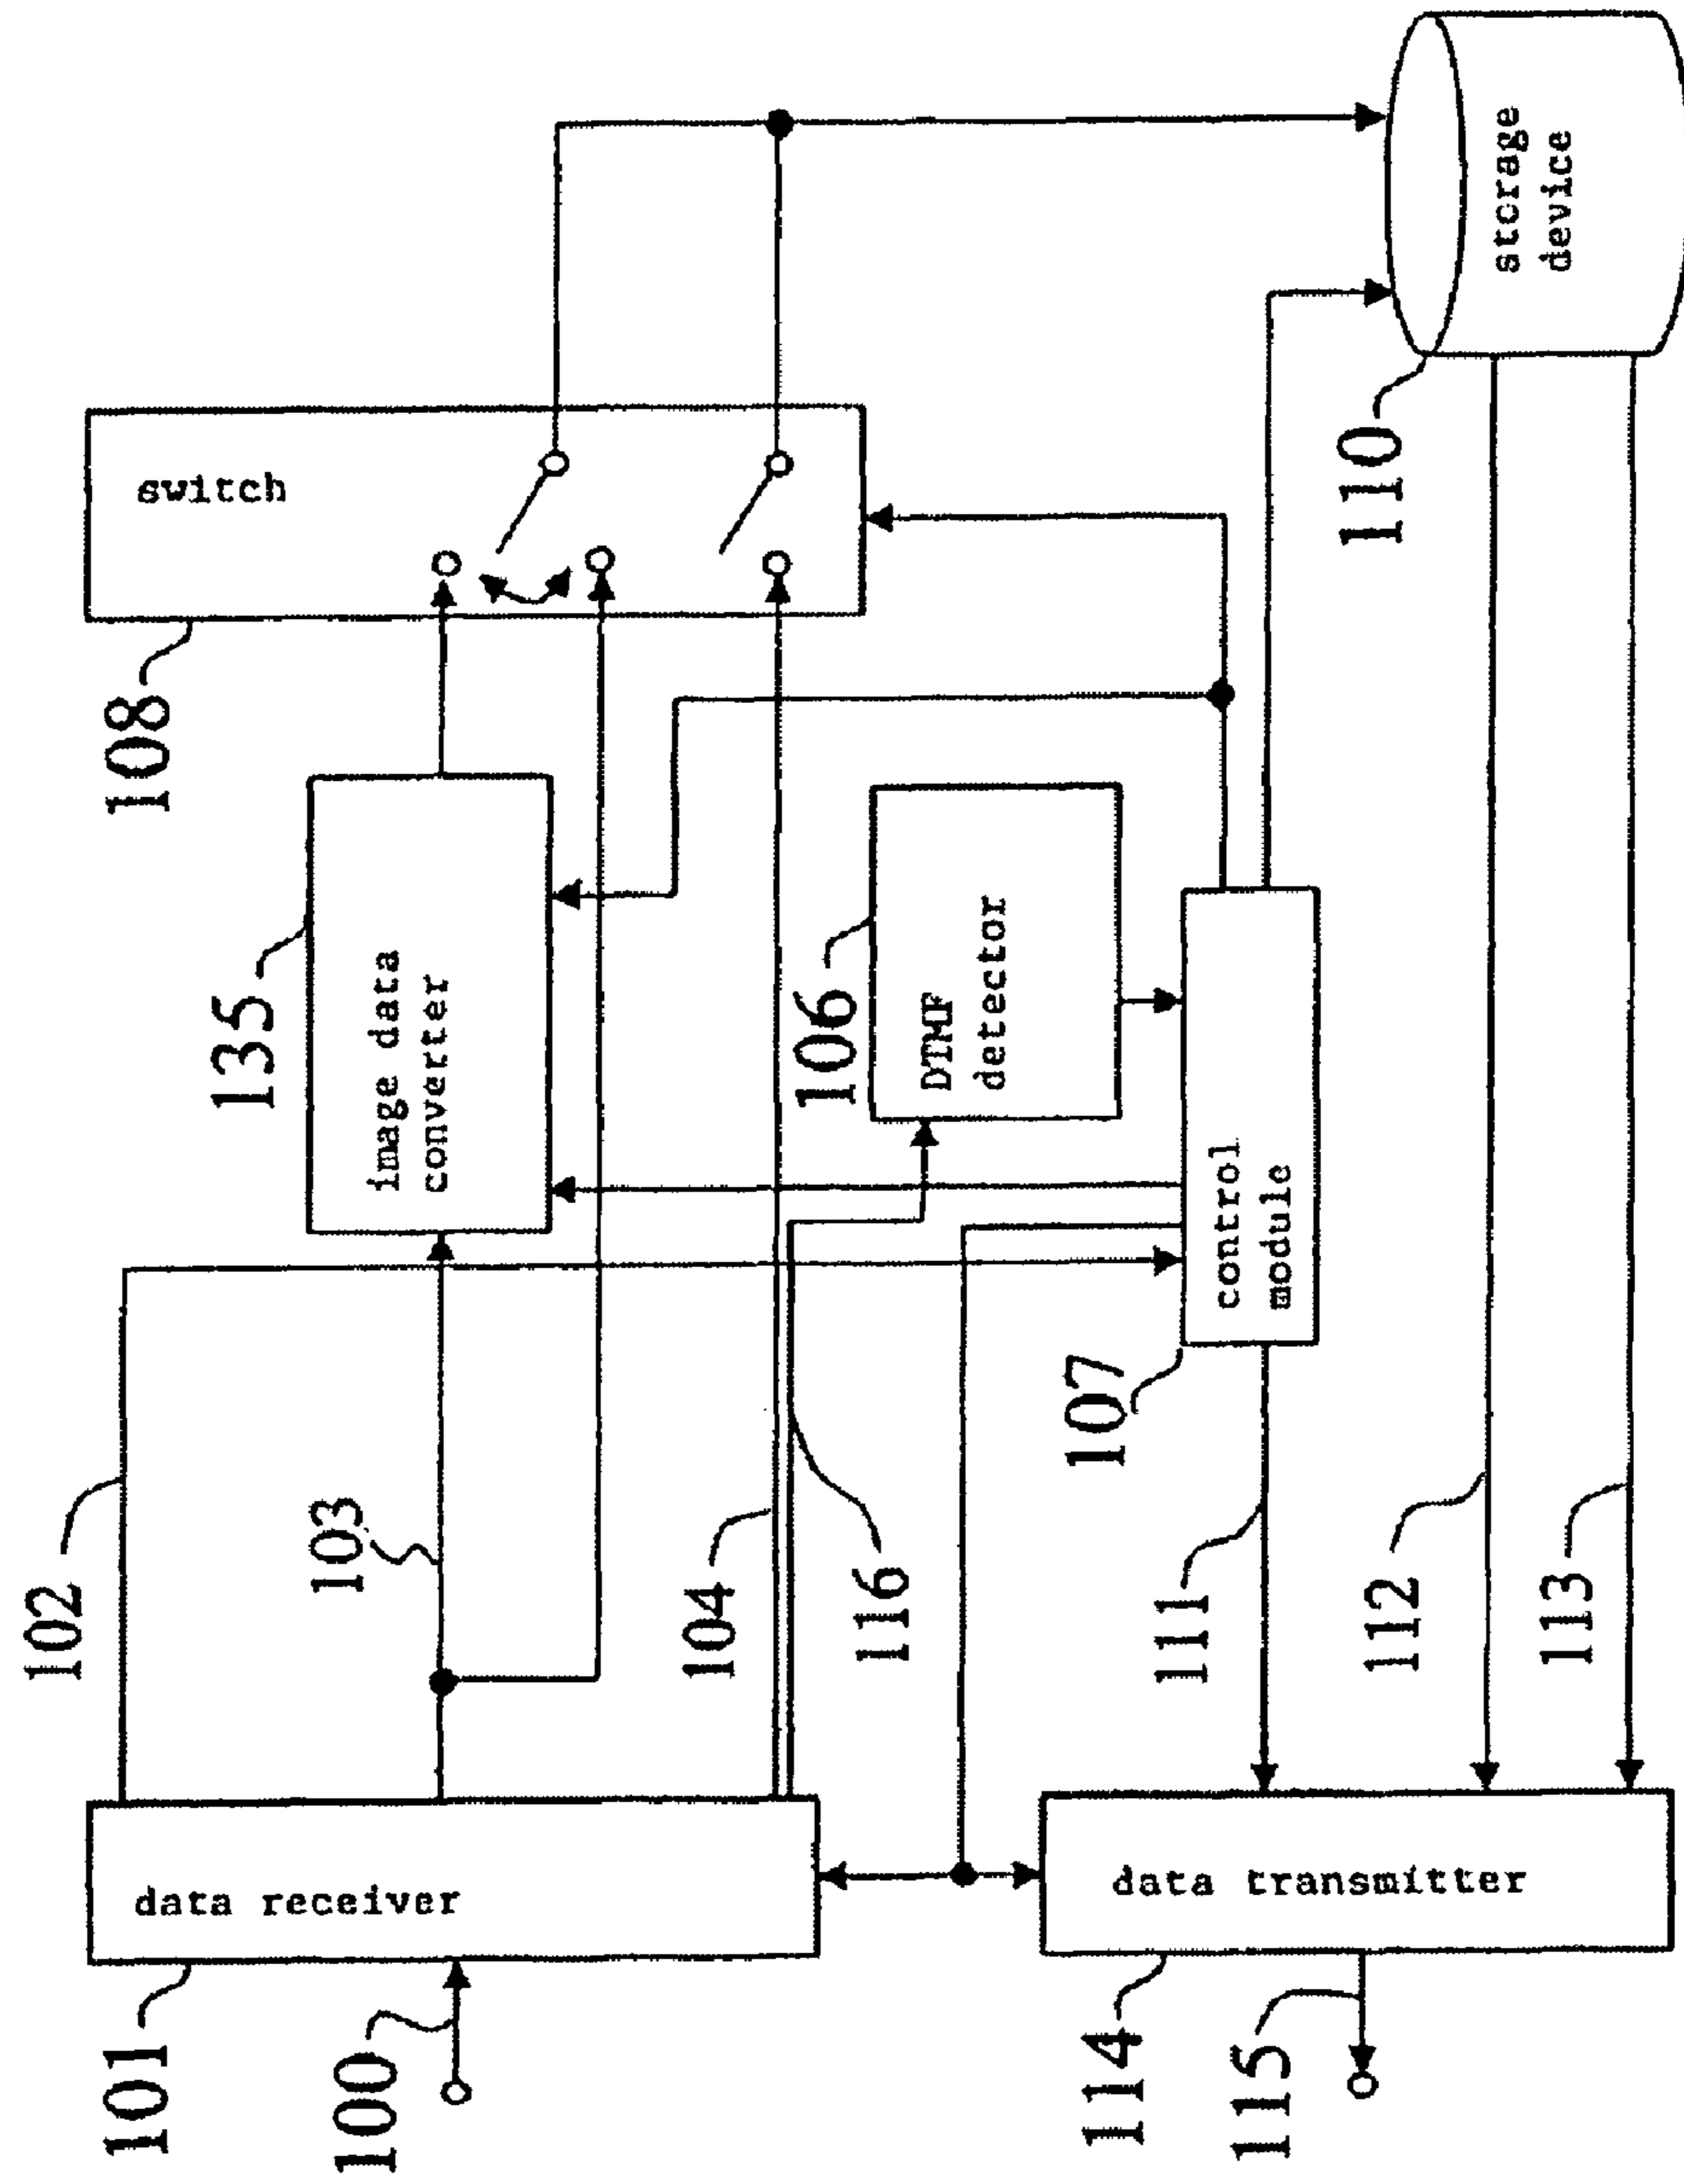 101
100
data receiver
102
103
104
116
135
image data
converter
108
switch
106
DTMF
detector
107
control
module
111
112
113
110
storage
device
114
data transmitter
115